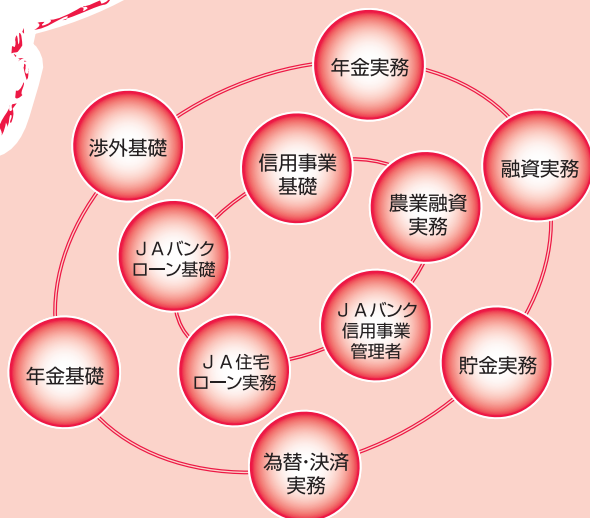 年金実務
渉外基礎
信用事業
基礎
融資実務
農業融資
実務
ＪＡバンク
ローン基礎
ＪＡバンク
信用事業
管理者
ＪＡ住宅
ローン実務
貯金実務
年金基礎
為替・決済
実務